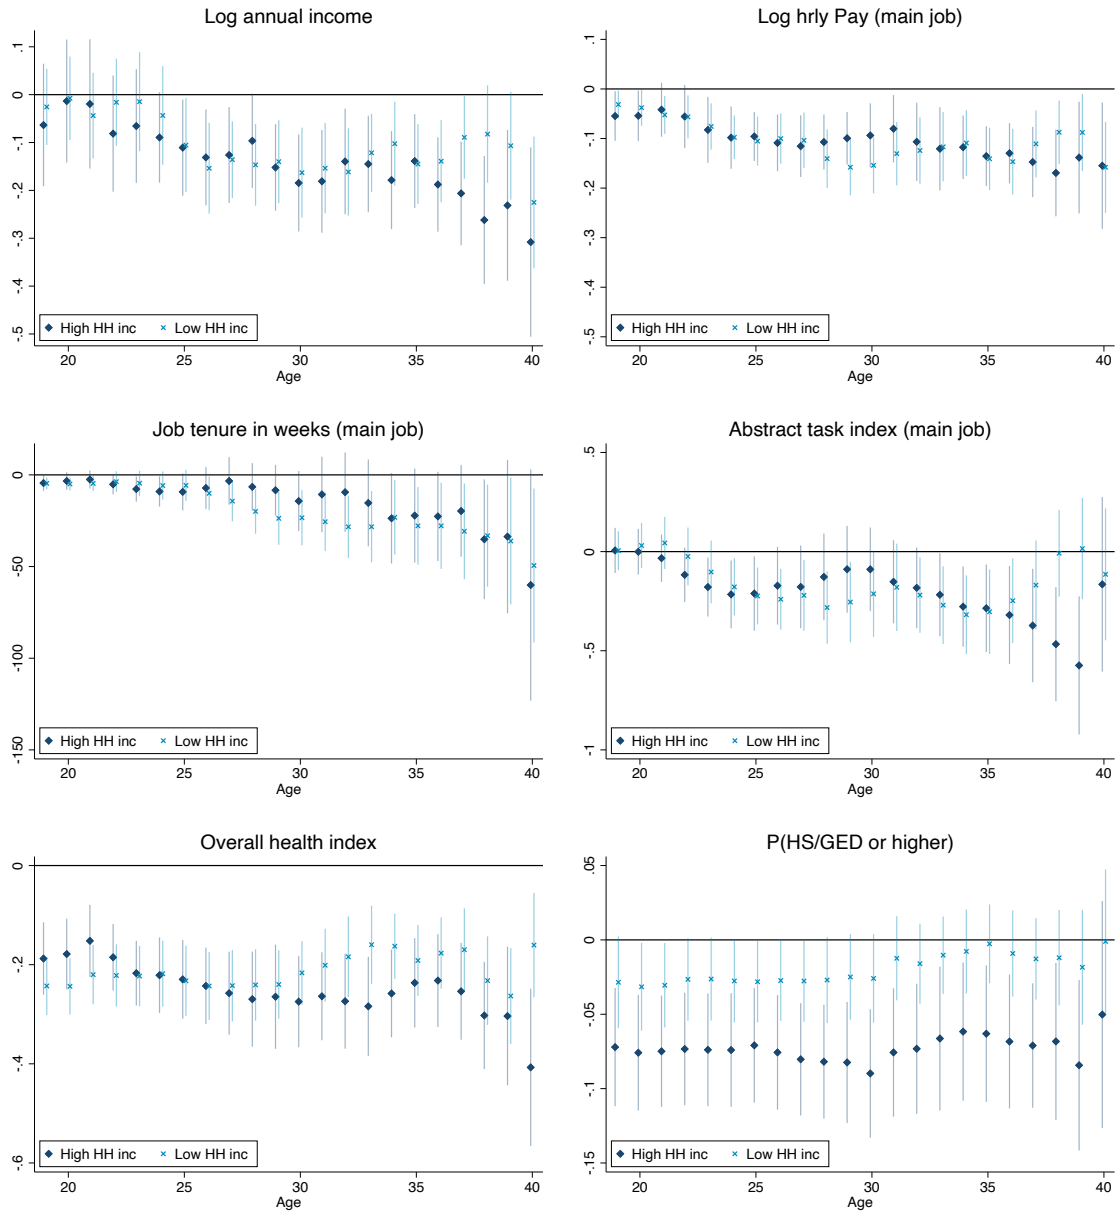 Log annual income
.1
0
-.1
-.2
-.3
-.4
-.5
High HH inc
Low HH inc
20
25
30
35
40
Age
Log hrly Pay (main job)
.1
0
-.1
-.2
-.3
-.4
-.5
High HH inc
Low HH inc
20
25
30
35
40
Age
Job tenure in weeks (main job)
0
-50
-100
-150
High HH inc
Low HH inc
20
25
30
35
40
Age
Abstract task index (main job)
.5
0
-.5
-1
High HH inc
Low HH inc
20
25
30
35
40
Age
Overall health index
0
-.2
-.4
-.6
High HH inc
Low HH inc
20
25
30
35
40
Age
P(HS/GED or higher)
.05
0
-.05
-.1
-.15
High HH inc
Low HH inc
20
25
30
35
40
Age